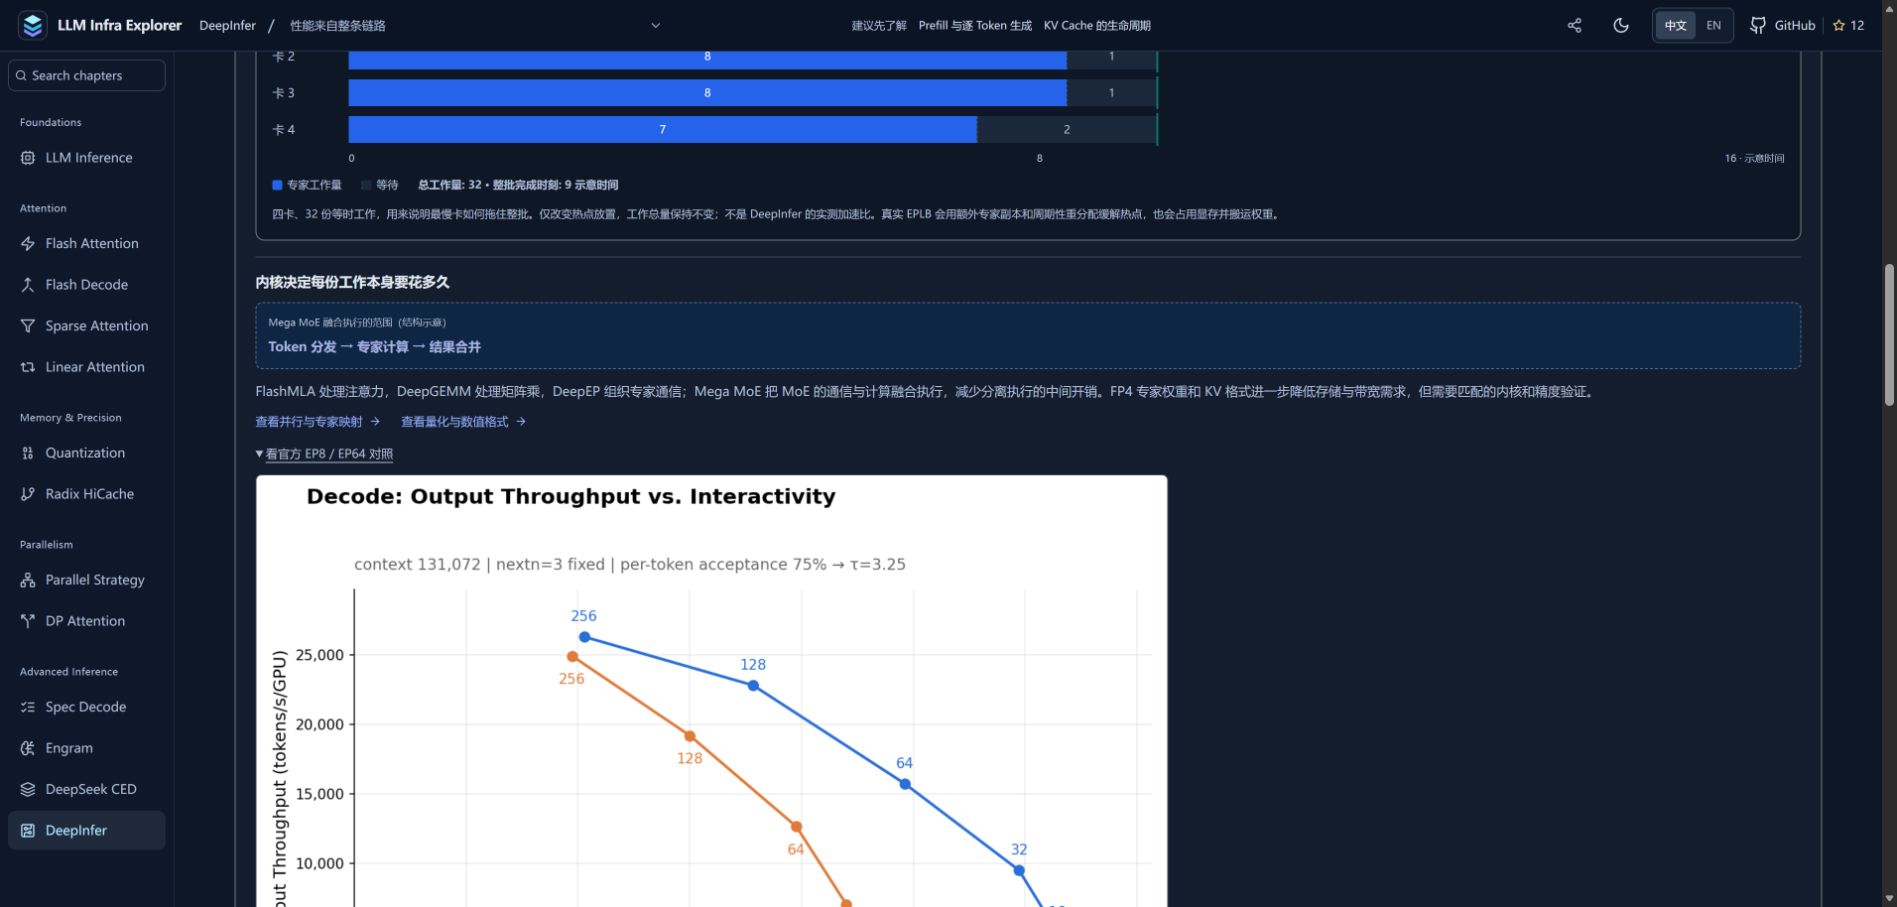 LLM Infra Explorer DeepInfer / 性能来自整条链路 建议先了解 Prefill 与逐 Token 生成 KV Cache 的生命周期 中文 EN GitHub 12
Search chapters
Foundations
LLM Inference
Attention
Flash Attention
Flash Decode
Sparse Attention
Linear Attention
Memory & Precision
Quantization
Radix HiCache
Parallelism
Parallel Strategy
DP Attention
Advanced Inference
Spec Decode
Engram
DeepSeek CED
DeepInfer
卡 2 8 1
卡 3 8 1
卡 4 7 2
0 8 16 · 示意时间
专家工作量 等待 总工作量: 32 • 整批完成时刻: 9 示意时间
四卡、32 份等时工作，用来说明最慢卡如何拖住整批。仅改变热点放置，工作总量保持不变；不是 DeepInfer 的实测加速比。真实 EPLB 会用额外专家副本和周期性重分配缓解热点，也会占用显存并搬运权重。
内核决定每份工作本身要花多久
Mega MoE 融合执行的范围（结构示意）
Token 分发 → 专家计算 → 结果合并
FlashMLA 处理注意力，DeepGEMM 处理矩阵乘，DeepEP 组织专家通信；Mega MoE 把 MoE 的通信与计算融合执行，减少分离执行的中间开销。FP4 专家权重和 KV 格式进一步降低存储与带宽需求，但需要匹配的内核和精度验证。
查看并行与专家映射 → 查看量化与数值格式 →
▼看官方 EP8 / EP64 对照
Decode: Output Throughput vs. Interactivity
context 131,072 | nextn=3 fixed | per-token acceptance 75% → τ=3.25
256
128
64
32
256
128
64
25,000
20,000
15,000
10,000
put Throughput (tokens/s/GPU)